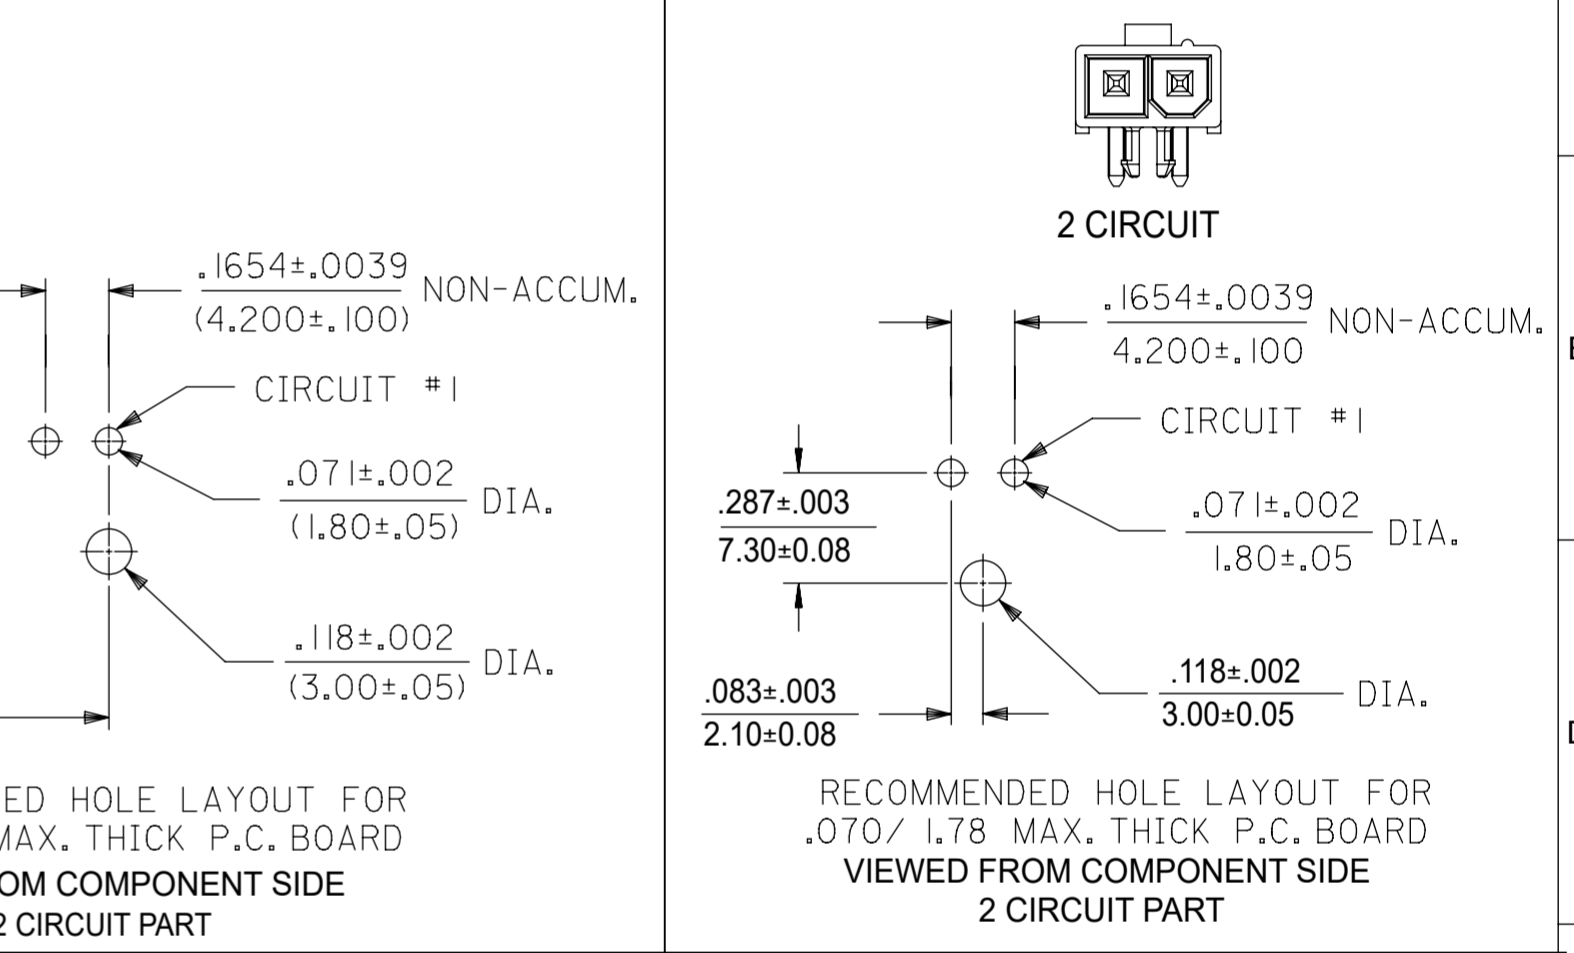 .1654±.0039
(4.200±.100)
NON-ACCUM.
CIRCUIT #1
.071±.002
(1.80±.05)
DIA.
.118±.002
(3.00±.05)
DIA.
ED HOLE LAYOUT FOR
MAX. THICK P.C. BOARD
OM COMPONENT SIDE
2 CIRCUIT PART
2 CIRCUIT
.1654±.0039
4.200±.100
NON-ACCUM.
CIRCUIT #1
.287±.003
7.30±0.08
.071±.002
1.80±.05
DIA.
.083±.003
2.10±0.08
.118±.002
3.00±0.05
DIA.
RECOMMENDED HOLE LAYOUT FOR
.070/ 1.78 MAX. THICK P.C. BOARD
VIEWED FROM COMPONENT SIDE
2 CIRCUIT PART